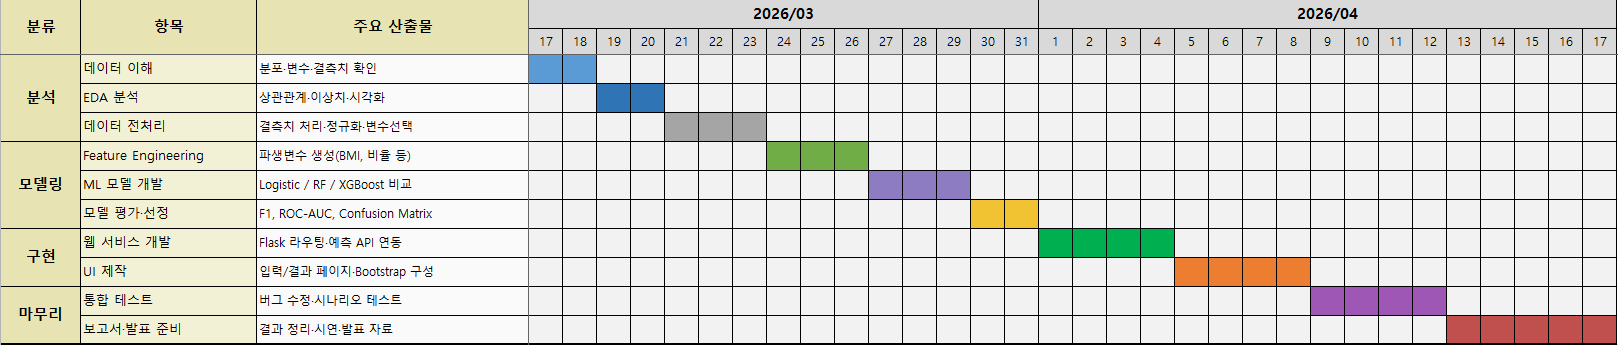 분류 항목 주요 산출물 2026/03 2026/04
17 18 19 20 21 22 23 24 25 26 27 28 29 30 31 1 2 3 4 5 6 7 8 9 10 11 12 13 14 15 16 17
분석 데이터 이해 분포·변수·결측치 확인
EDA 분석 상관관계·이상치·시각화
데이터 전처리 결측치 처리·정규화·변수선택
모델링 Feature Engineering 파생변수 생성(BMI, 비율 등)
ML 모델 개발 Logistic / RF / XGBoost 비교
모델 평가·선정 F1, ROC-AUC, Confusion Matrix
구현 웹 서비스 개발 Flask 라우팅·예측 API 연동
UI 제작 입력/결과 페이지·Bootstrap 구성
마무리 통합 테스트 버그 수정·시나리오 테스트
보고서·발표 준비 결과 정리·시연·발표 자료